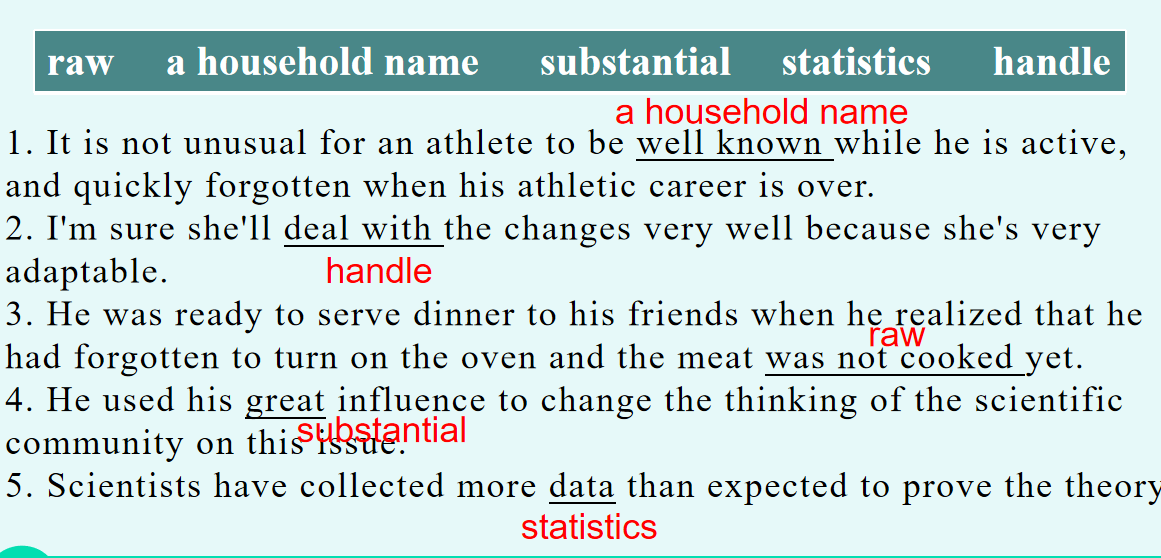 raw a household name substantial statistics handle
a household name
1. It is not unusual for an athlete to be well known while he is active,
and quickly forgotten when his athletic career is over.
2. I'm sure she'll deal with the changes very well because she's very
adaptable.
handle
3. He was ready to serve dinner to his friends when he realized that he
raw
had forgotten to turn on the oven and the meat was not cooked yet.
4. He used his great influence to change the thinking of the scientific
substantial
community on this issue.
5. Scientists have collected more data than expected to prove the theory
statistics